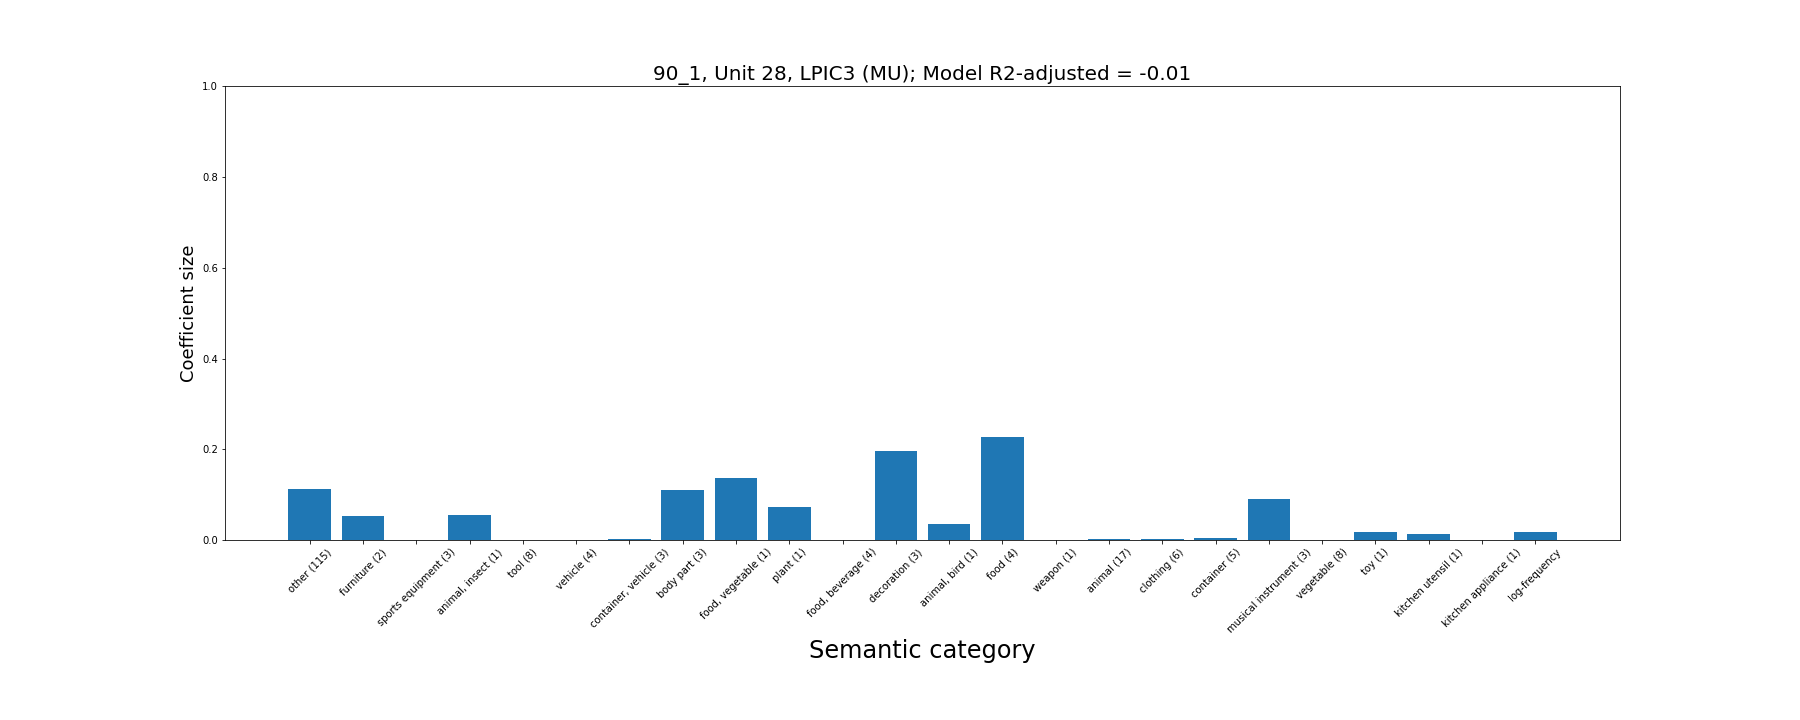 90_1, Unit 28, LPIC3 (MU); Model R2-adjusted = -0.01
1.0
0.8
0.6
0.4
0.2
0.0
Coefficient size
other (115)
furniture (2)
sports equipment (3)
animal, insect (1)
tool (8)
vehicle (4)
container, vehicle (3)
body part (3)
food, vegetable (1)
plant (1)
food, beverage (4)
decoration (3)
animal, bird (1)
food (4)
weapon (1)
animal (17)
clothing (6)
container (5)
musical instrument (3)
vegetable (8)
toy (1)
kitchen utensil (1)
kitchen appliance (1)
log-frequency
Semantic category